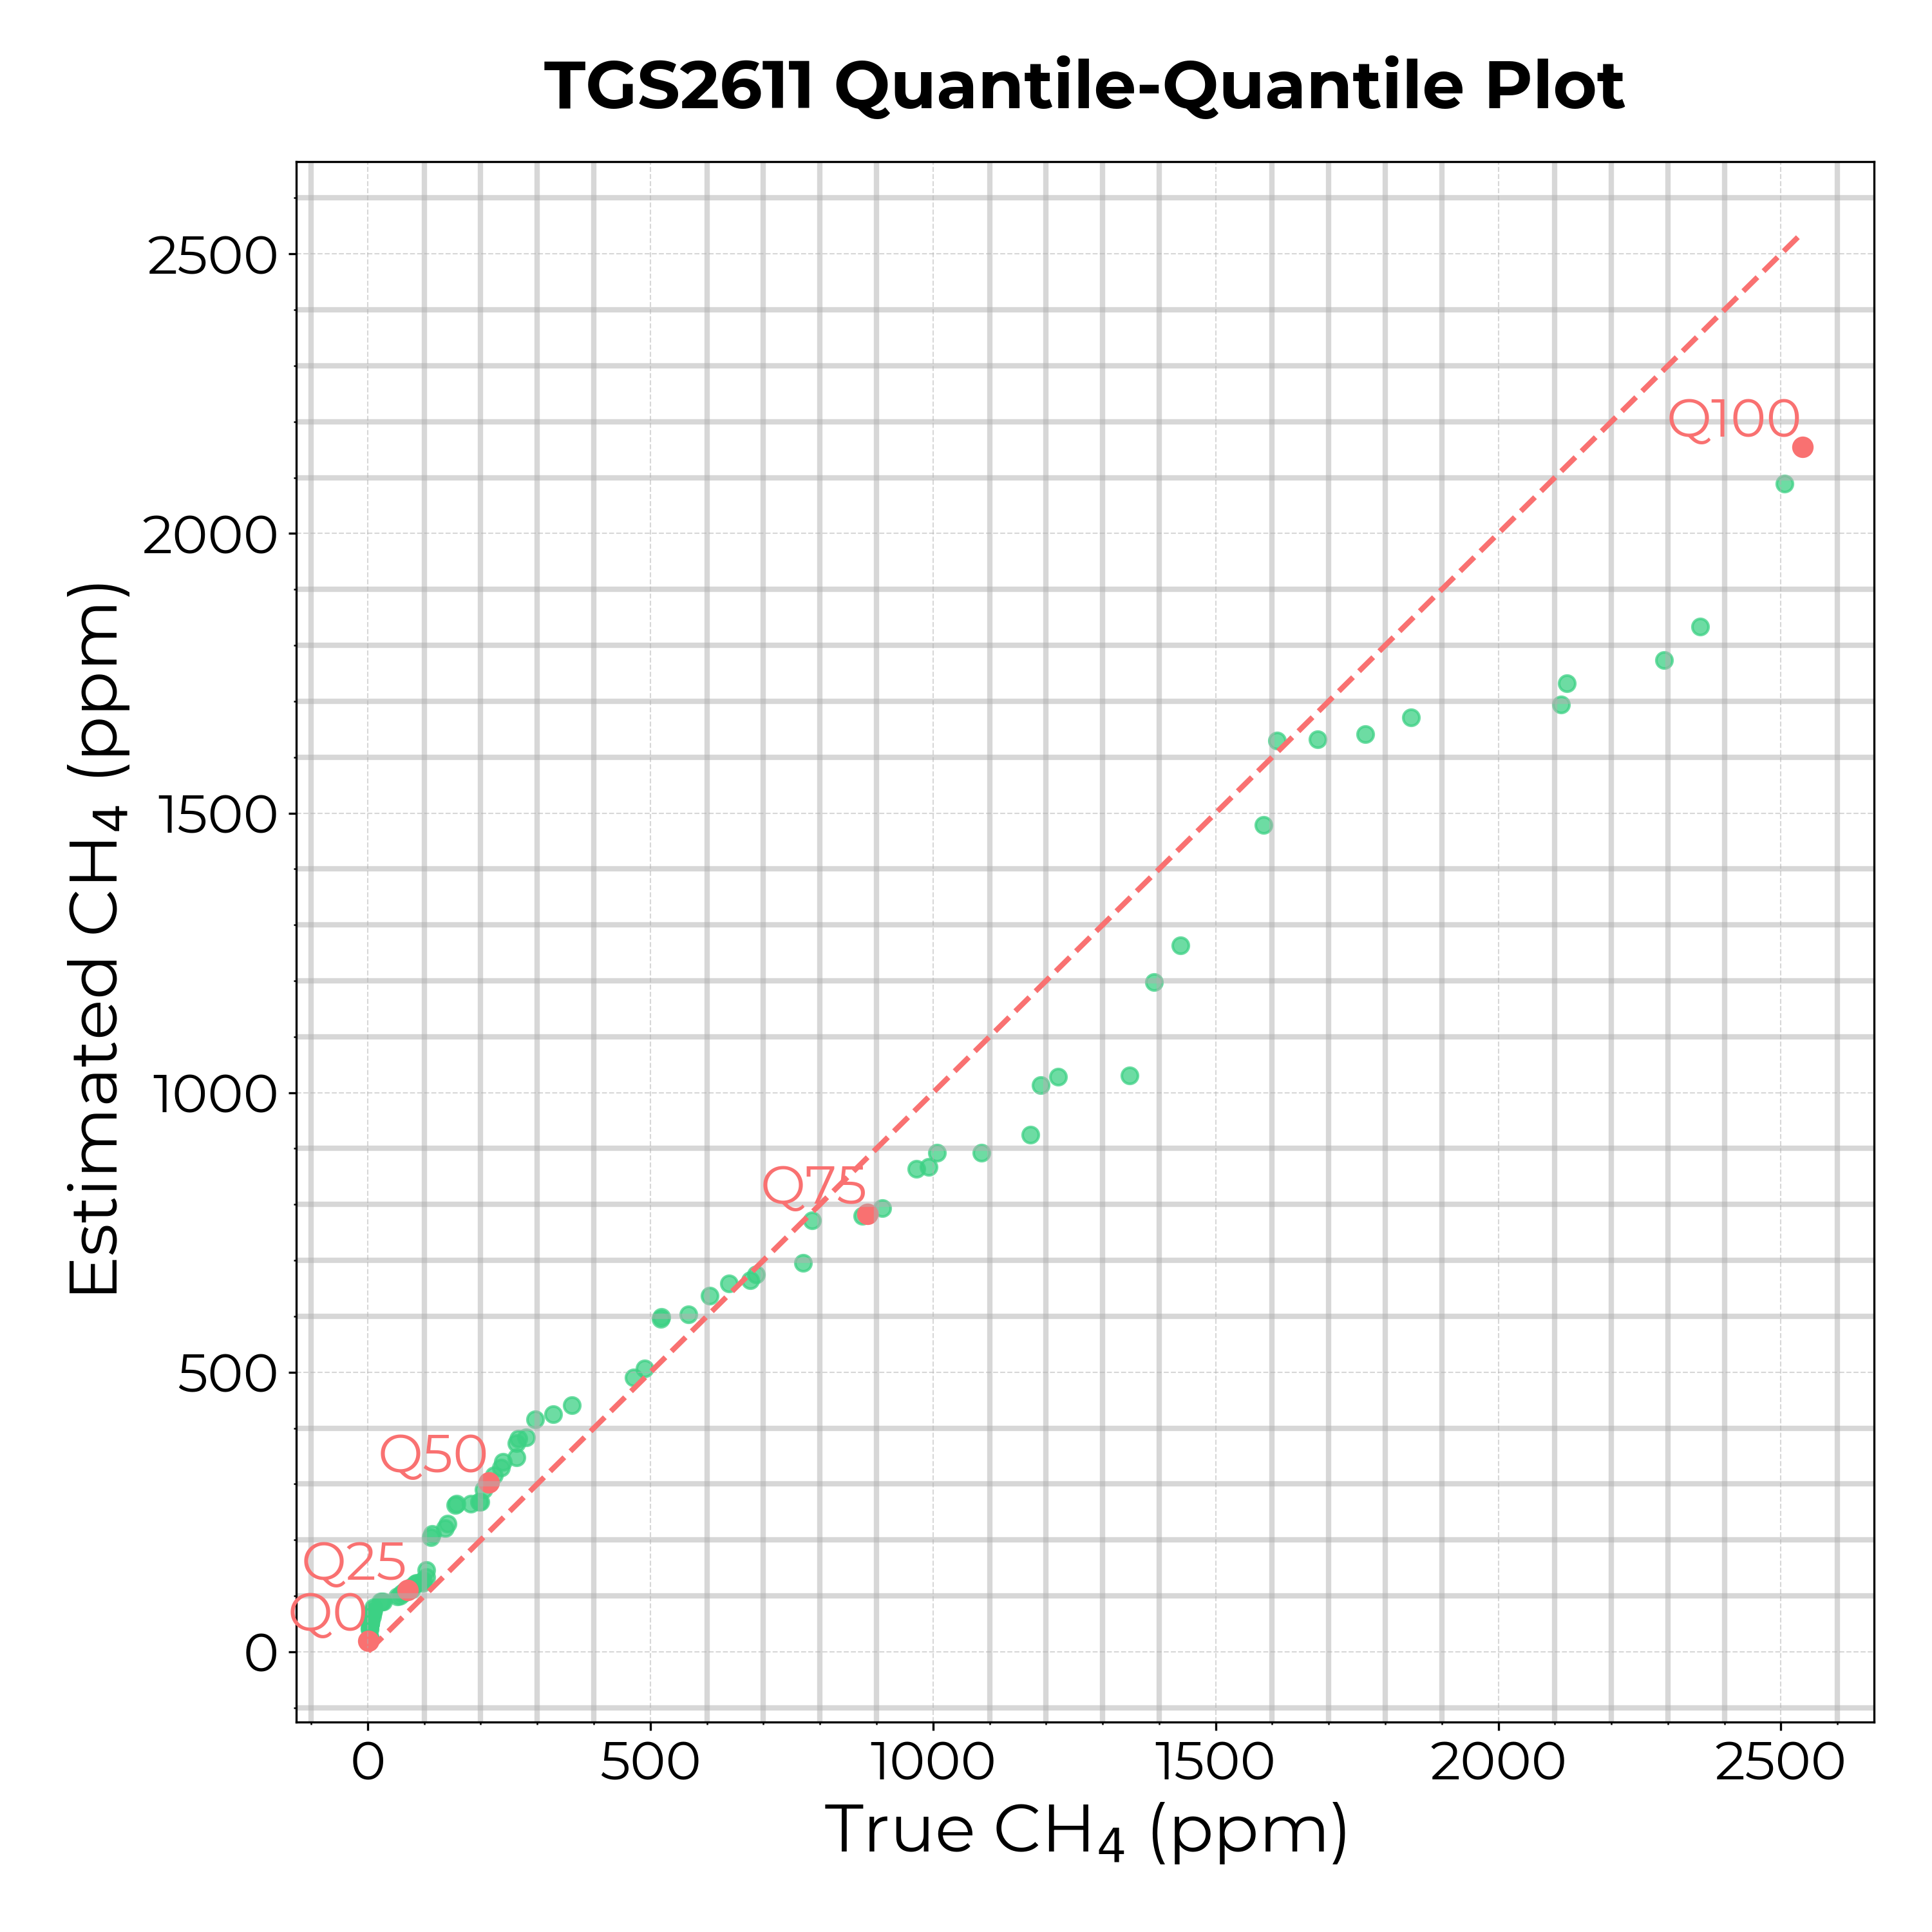 TGS2611 Quantile-Quantile Plot
Estimated CH₄ (ppm)
2500
2000
1500
1000
500
0
Q100
Q75
Q50
Q25
Q0
0 500 1000 1500 2000 2500
True CH₄ (ppm)